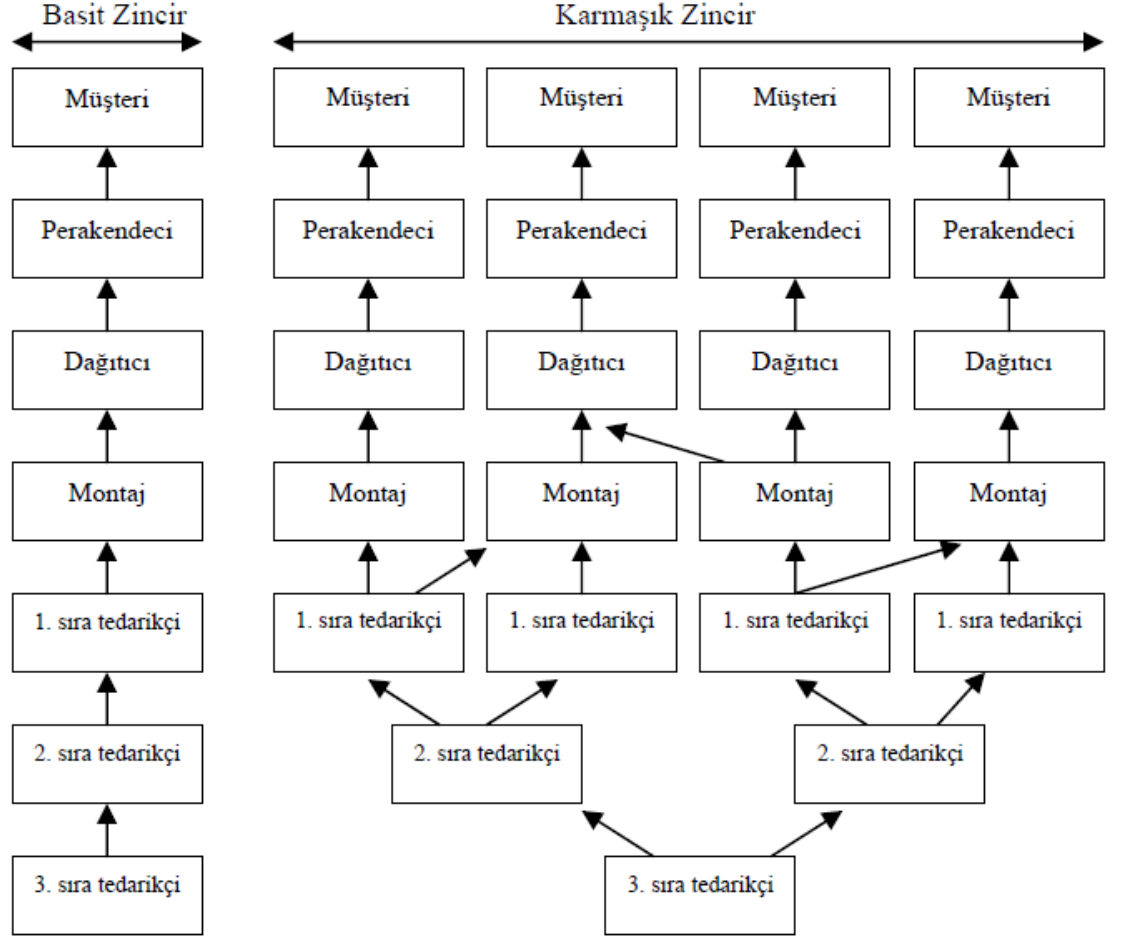 Basit Zincir
Karmaşık Zincir
Müşteri
Müşteri
Müşteri
Müşteri
Müşteri
Perakendeci
Perakendeci
Perakendeci
Perakendeci
Perakendeci
Dağıtıcı
Dağıtıcı
Dağıtıcı
Dağıtıcı
Dağıtıcı
Montaj
Montaj
Montaj
Montaj
Montaj
1. sıra tedarikçi
1. sıra tedarikçi
1. sıra tedarikçi
1. sıra tedarikçi
1. sıra tedarikçi
2. sıra tedarikçi
2. sıra tedarikçi
2. sıra tedarikçi
3. sıra tedarikçi
3. sıra tedarikçi